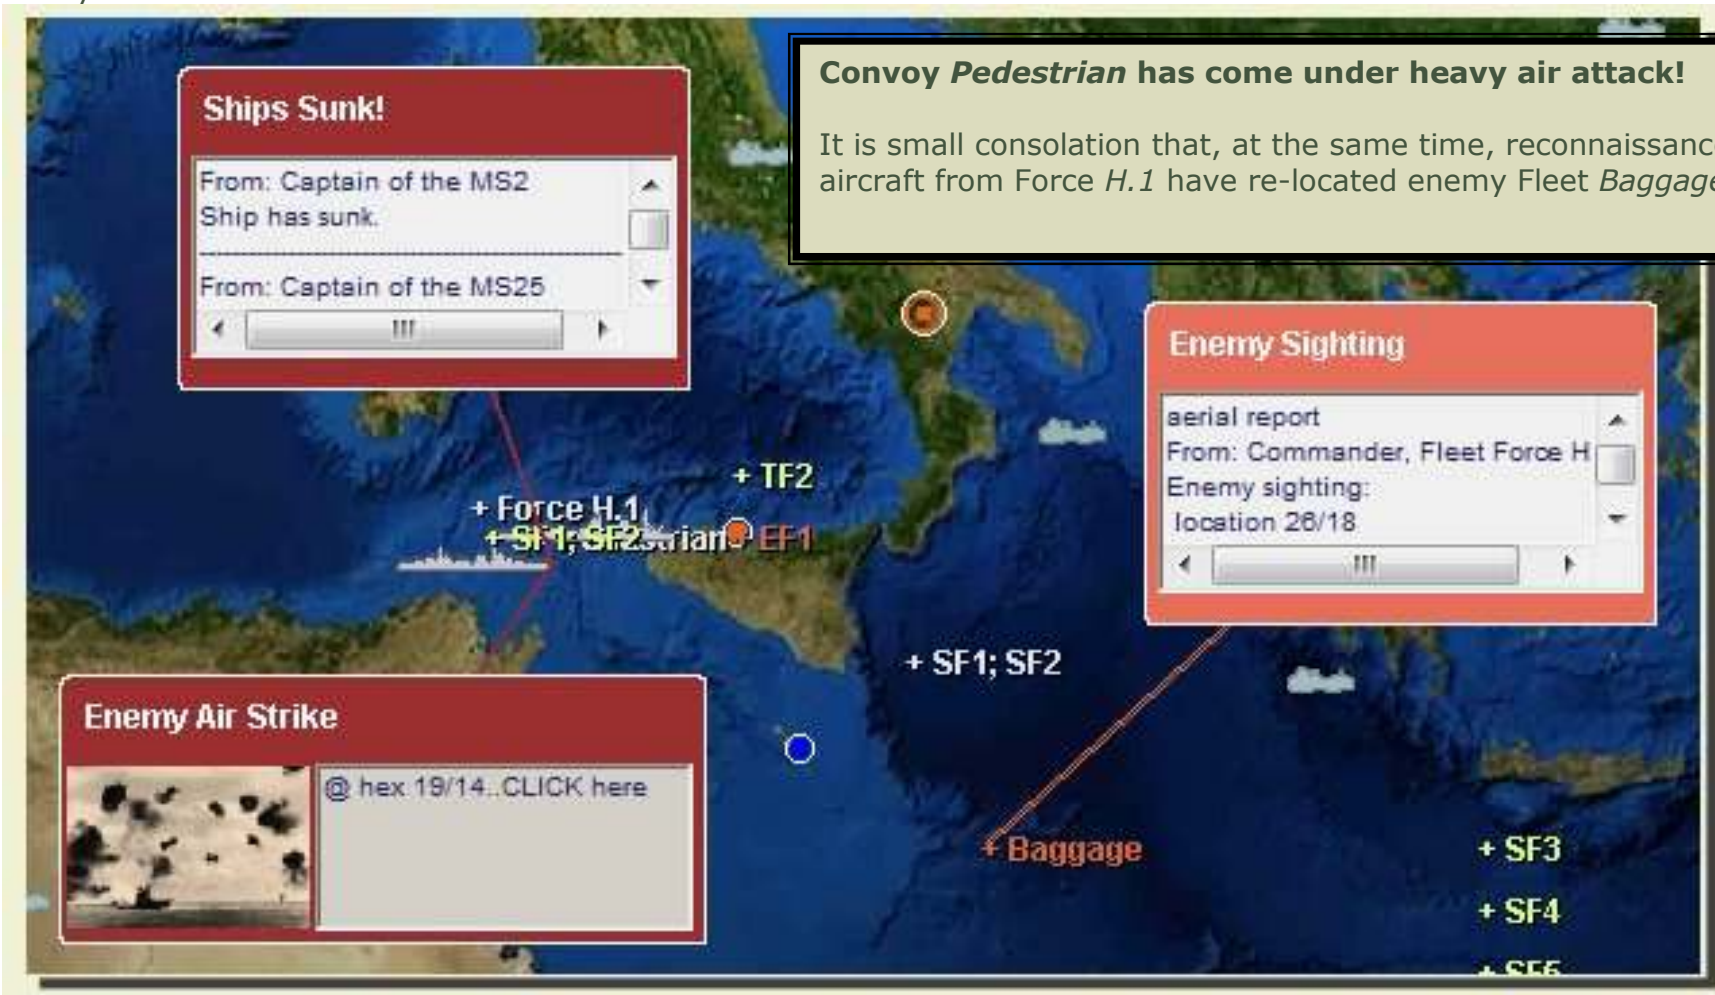 Convoy Pedestrian has come under heavy air attack!
It is small consolation that, at the same time, reconnaissance
aircraft from Force H.1 have re-located enemy Fleet Baggage
Ships Sunk!
From: Captain of the MS2
Ship has sunk.
From: Captain of the MS25
Enemy Sighting
aerial report
From: Commander, Fleet Force H
Enemy sighting:
location 26/18
+ TF2
+ Force H.1
+ SF1; SF2
EF1
+ SF1; SF2
Enemy Air Strike
@ hex 19/14..CLICK here
+ Baggage
+ SF3
+ SF4